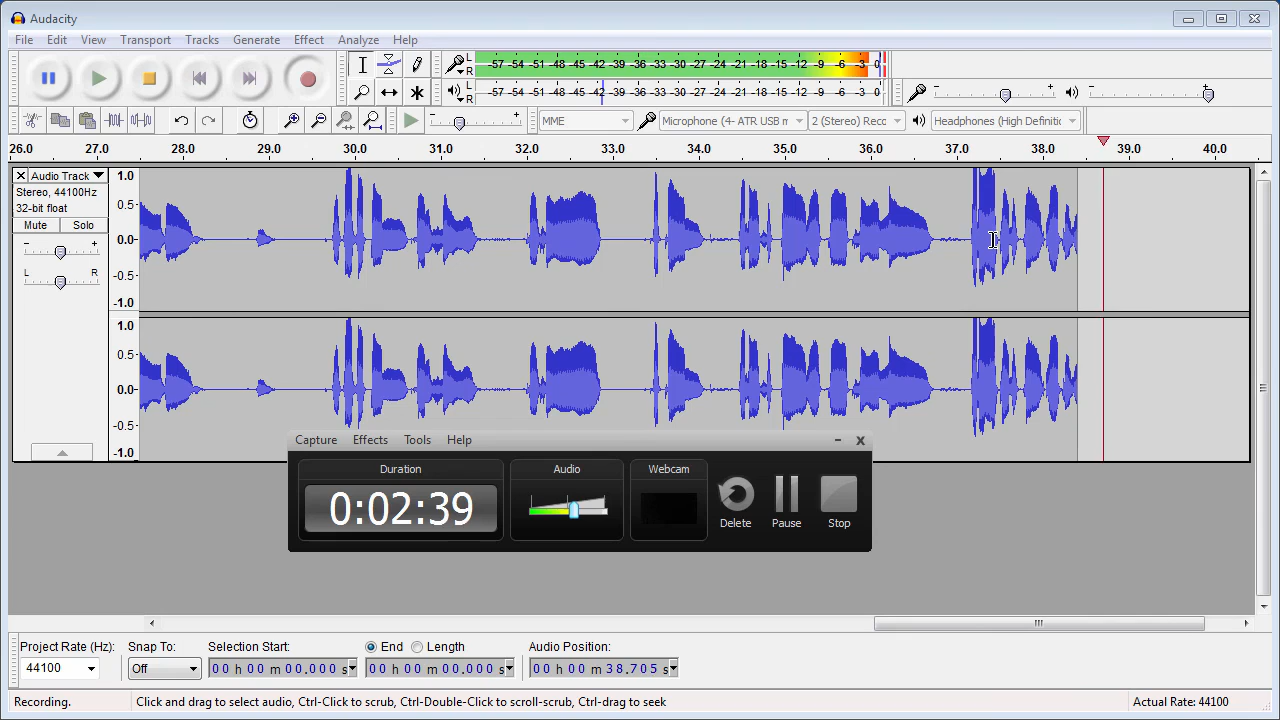 Audacity
File Edit View Transport Tracks Generate Effect Analyze Help
L R -57 -54 -51 -48 -45 -42 -39 -36 -33 -30 -27 -24 -21 -18 -15 -12 -9 -6 -3 0
L R -57 -54 -51 -48 -45 -42 -39 -36 -33 -30 -27 -24 -21 -18 -15 -12 -9 -6 -3 0
MME Microphone (4- ATR USB m 2 (Stereo) Recc Headphones (High Definitic
26.0 27.0 28.0 29.0 30.0 31.0 32.0 33.0 34.0 35.0 36.0 37.0 38.0 39.0 40.0
Audio Track 1.0
Stereo, 44100Hz
32-bit float 0.5
Mute Solo
- + 0.0
L R -0.5
-1.0
1.0
0.5
0.0
-0.5
-1.0
Capture Effects Tools Help
Duration Audio Webcam
0:02:39
Delete Pause Stop
Project Rate (Hz): Snap To: Selection Start: End Length Audio Position:
44100 Off 00 h 00 m 00.000 s 00 h 00 m 00.000 s 00 h 00 m 38.705 s
Recording. Click and drag to select audio, Ctrl-Click to scrub, Ctrl-Double-Click to scroll-scrub, Ctrl-drag to seek Actual Rate: 44100